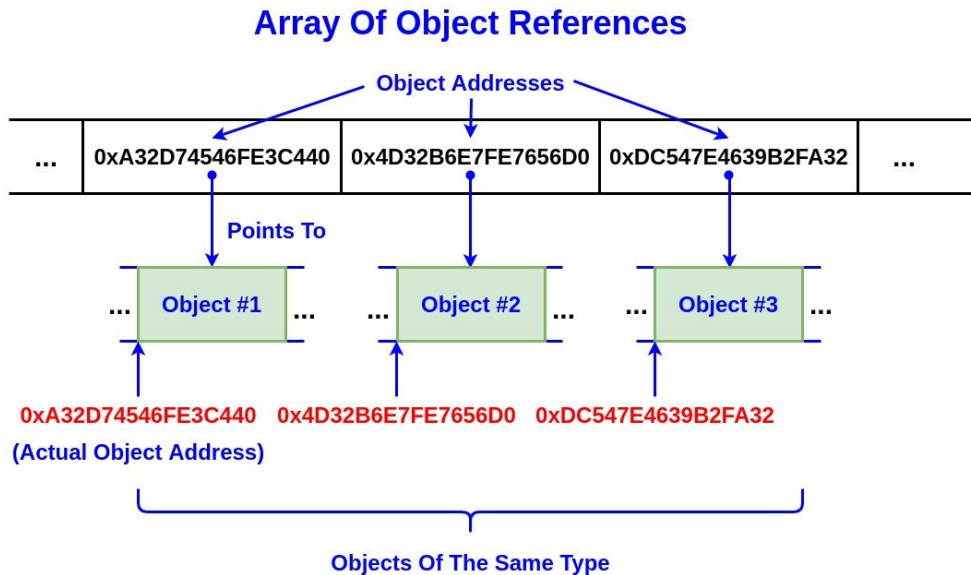 Array Of Object References
Object Addresses
... 0xA32D74546FE3C440 0x4D32B6E7FE7656D0 0xDC547E4639B2FA32 ...
Points To
... Object #1 ... ... Object #2 ... ... Object #3 ...
0xA32D74546FE3C440 0x4D32B6E7FE7656D0 0xDC547E4639B2FA32
(Actual Object Address)
Objects Of The Same Type